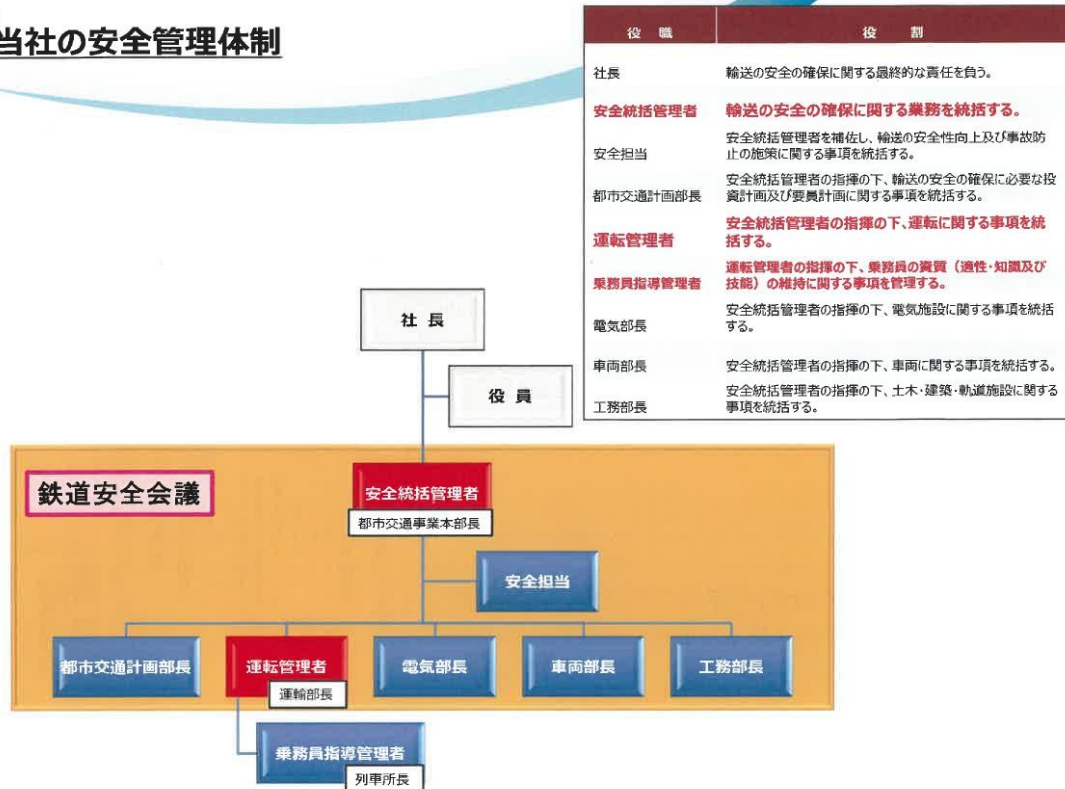 当社の安全管理体制
役 職 役 割
社長 輸送の安全の確保に関する最終的な責任を負う。
安全統括管理者 輸送の安全の確保に関する業務を統括する。
安全担当 安全統括管理者を補佐し、輸送の安全性向上及び事故防
止の施策に関する事項を統括する。
都市交通計画部長 安全統括管理者の指揮の下、輸送の安全の確保に必要な投
資計画及び要員計画に関する事項を統括する。
運転管理者 安全統括管理者の指揮の下、運転に関する事項を統
括する。
乗務員指導管理者 運転管理者の指揮の下、乗務員の資質（適性・知識及び
技能）の維持に関する事項を管理する。
電気部長 安全統括管理者の指揮の下、電気施設に関する事項を統括
する。
車両部長 安全統括管理者の指揮の下、車両に関する事項を統括する。
工務部長 安全統括管理者の指揮の下、土木・建築・軌道施設に関する
事項を統括する。
社 長
役 員
鉄道安全会議
安全統括管理者
都市交通事業本部長
安全担当
都市交通計画部長
運転管理者
運輸部長
電気部長
車両部長
工務部長
乗務員指導管理者
列車所長